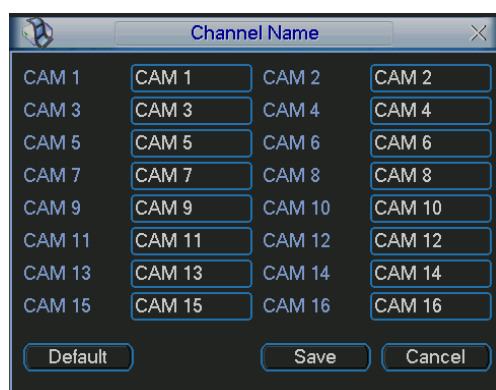 Channel Name
CAM 1 CAM 1 CAM 2 CAM 2
CAM 3 CAM 3 CAM 4 CAM 4
CAM 5 CAM 5 CAM 6 CAM 6
CAM 7 CAM 7 CAM 8 CAM 8
CAM 9 CAM 9 CAM 10 CAM 10
CAM 11 CAM 11 CAM 12 CAM 12
CAM 13 CAM 13 CAM 14 CAM 14
CAM 15 CAM 15 CAM 16 CAM 16
Default Save Cancel